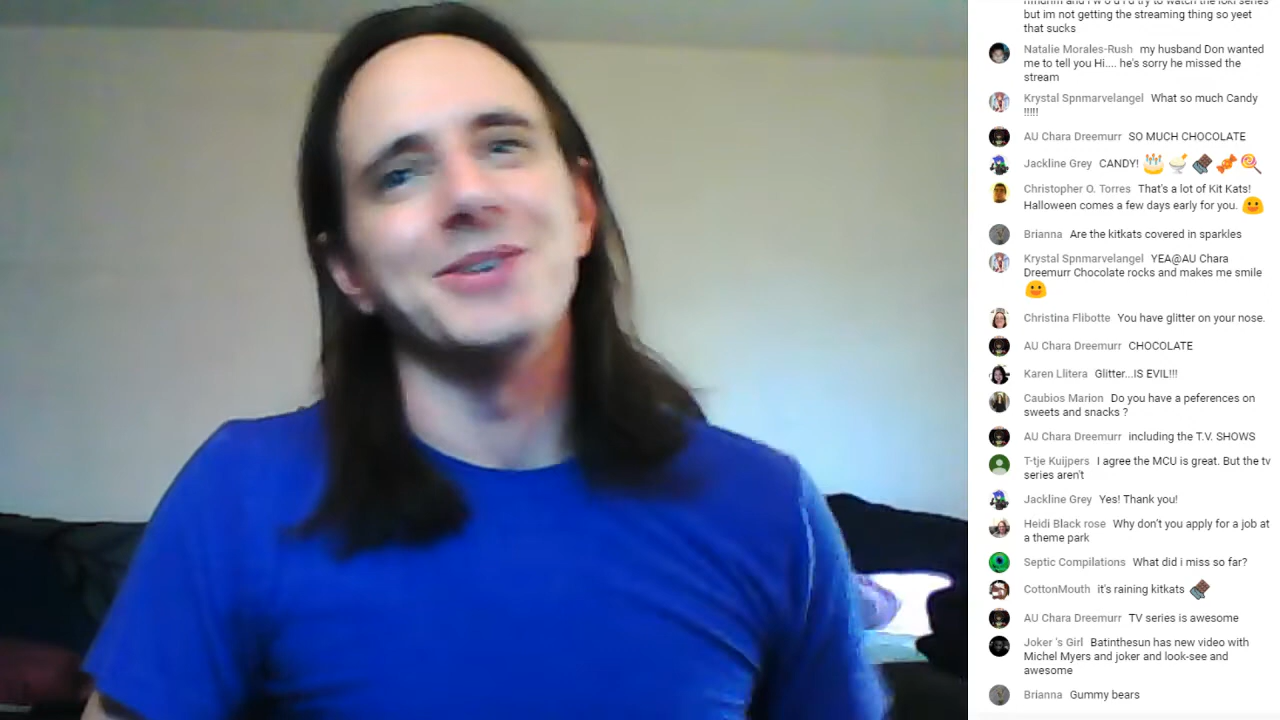 but im not getting the streaming thing so yeet
that sucks
Natalie Morales-Rush my husband Don wanted
me to tell you Hi.... he's sorry he missed the
stream
Krystal Spnmarvelangel What so much Candy
!!!!!
AU Chara Dreemurr SO MUCH CHOCOLATE
Jackline Grey CANDY! 🎂🍨🍫🍬🍭
Christopher O. Torres That's a lot of Kit Kats!
Halloween comes a few days early for you. 😃
Brianna Are the kitkats covered in sparkles
Krystal Spnmarvelangel YEA@AU Chara
Dreemurr Chocolate rocks and makes me smile
😃
Christina Flibotte You have glitter on your nose.
AU Chara Dreemurr CHOCOLATE
Karen Llitera Glitter...IS EVIL!!!
Caubios Marion Do you have a peferences on
sweets and snacks ?
AU Chara Dreemurr including the T.V. SHOWS
T-tje Kuijpers I agree the MCU is great. But the tv
series aren't
Jackline Grey Yes! Thank you!
Heidi Black rose Why don't you apply for a job at
a theme park
Septic Compilations What did i miss so far?
CottonMouth it's raining kitkats 🍫
AU Chara Dreemurr TV series is awesome
Joker 's Girl Batinthesun has new video with
Michel Myers and joker and look-see and
awesome
Brianna Gummy bears